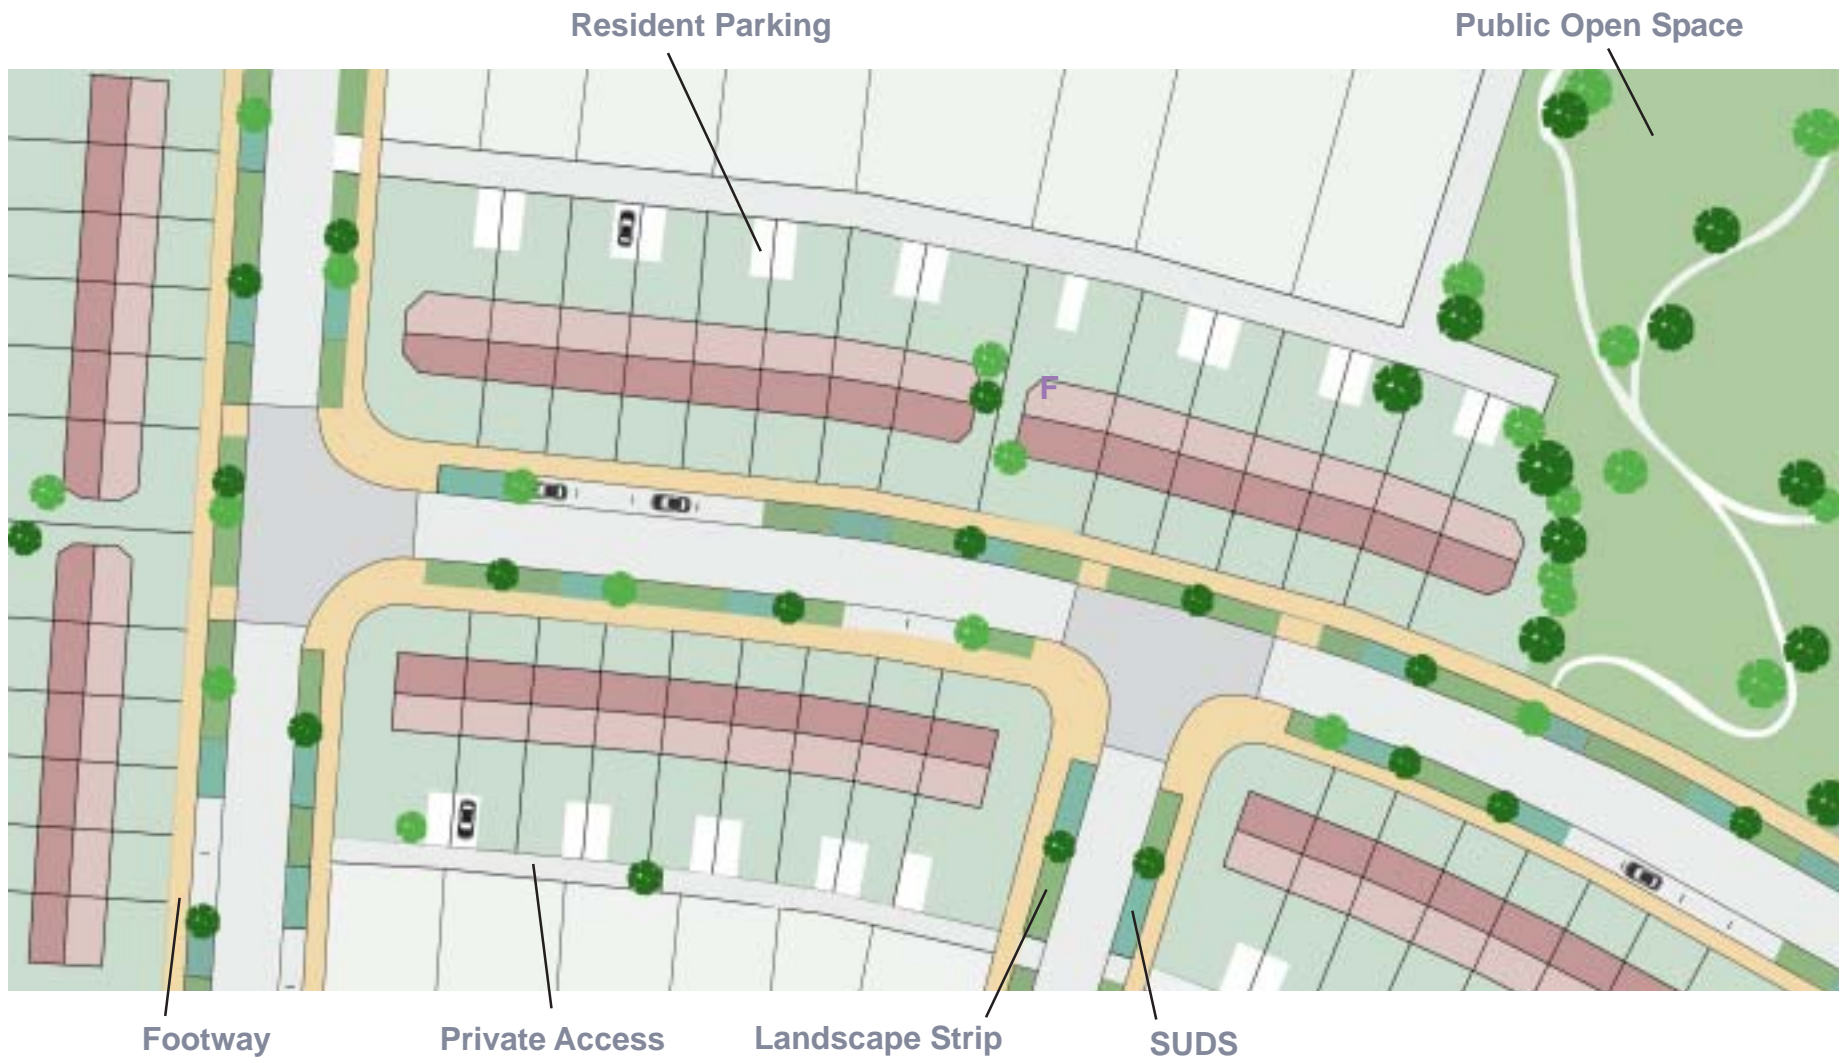 Resident Parking
Public Open Space
F
Footway
Private Access
Landscape Strip
SUDS